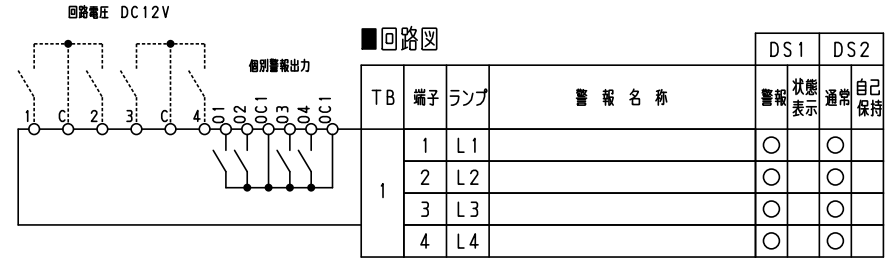 回路電圧 DC12V
■回路図
個別警報出力
1 C 2 3 C 4 O1 O2 OC1 O3 O4 OC1
DS1 DS2
TB 端子 ランプ 警報名称 警報 状態表示 通常 自己保持
1
1 L1 ○ ○
2 L2 ○ ○
3 L3 ○ ○
4 L4 ○ ○